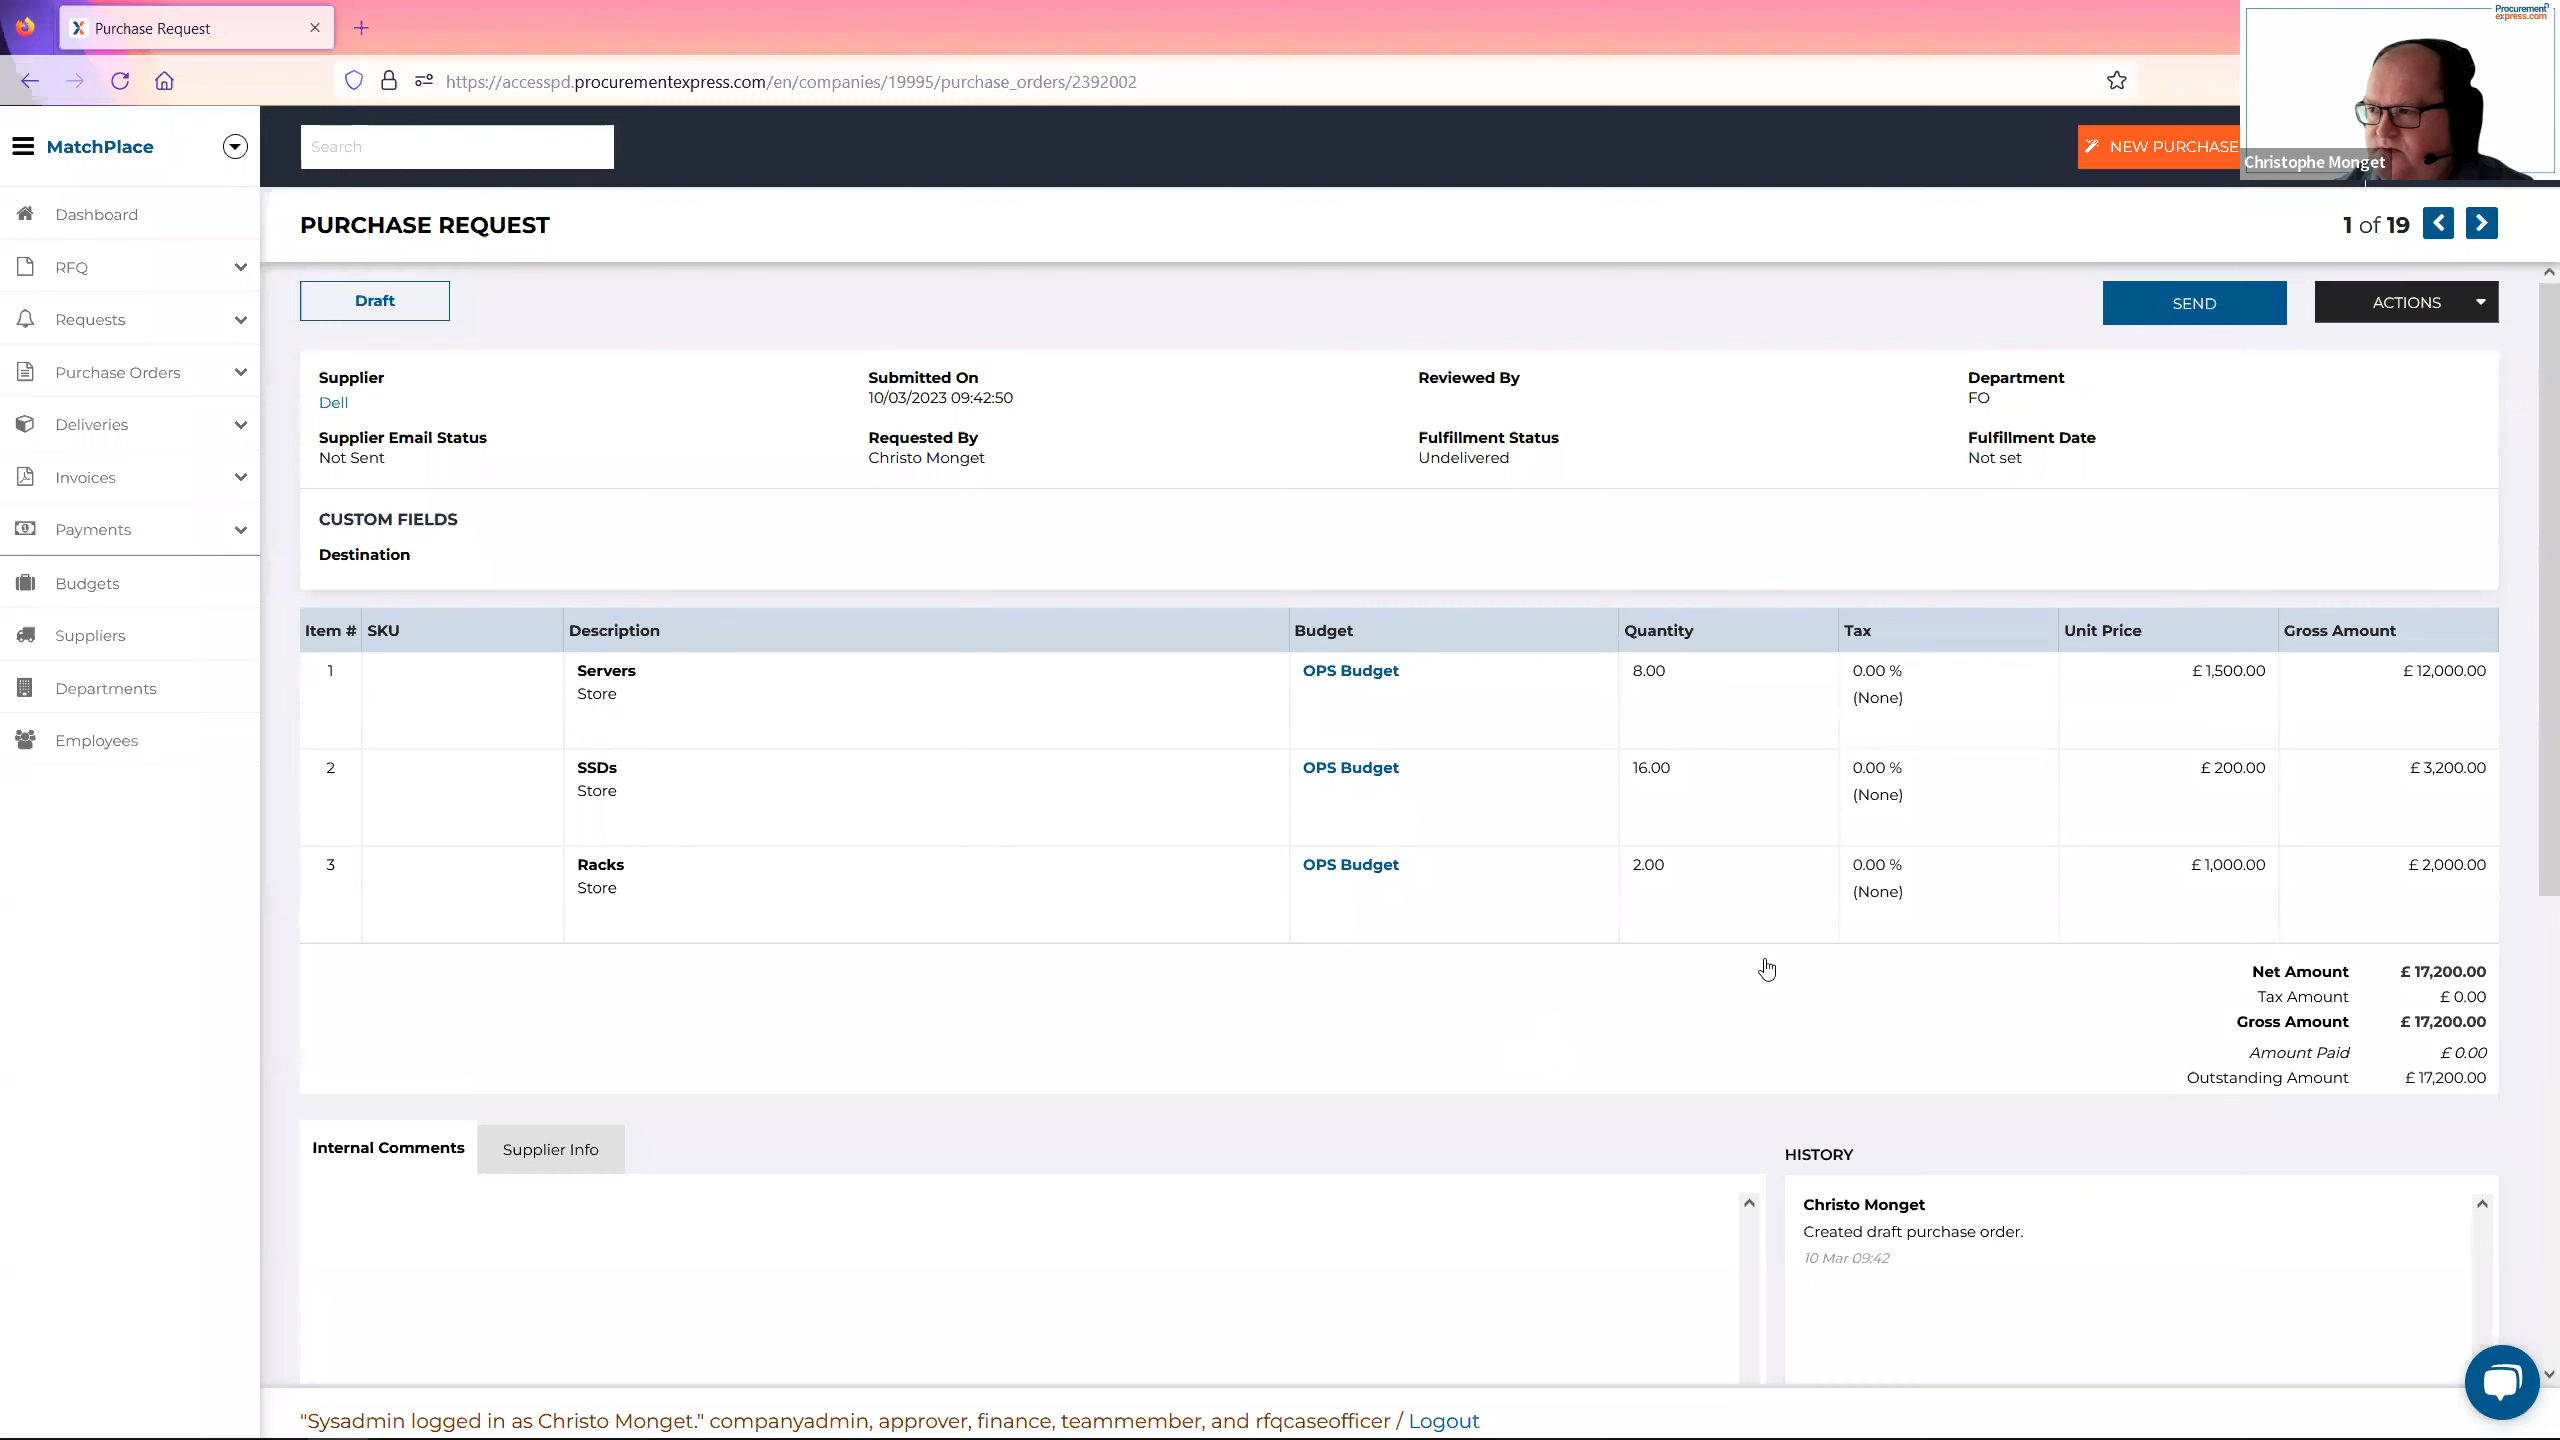 Purchase Request
https://accesspd.procurementexpress.com/en/companies/19995/purchase_orders/2392002
Procurement
express.com
Christophe Monget
MatchPlace
Search
NEW PURCHASE
Dashboard
RFQ
Requests
Purchase Orders
Deliveries
Invoices
Payments
Budgets
Suppliers
Departments
Employees
PURCHASE REQUEST
1 of 19
Draft
SEND
ACTIONS
Supplier Submitted On Reviewed By Department
Dell 10/03/2023 09:42:50 FO
Supplier Email Status Requested By Fulfillment Status Fulfillment Date
Not Sent Christo Monget Undelivered Not set
CUSTOM FIELDS
Destination
Item # SKU Description Budget Quantity Tax Unit Price Gross Amount
1 Servers OPS Budget 8.00 0.00 % £ 1,500.00 £ 12,000.00
Store (None)
2 SSDs OPS Budget 16.00 0.00 % £ 200.00 £ 3,200.00
Store (None)
3 Racks OPS Budget 2.00 0.00 % £ 1,000.00 £ 2,000.00
Store (None)
Net Amount £ 17,200.00
Tax Amount £ 0.00
Gross Amount £ 17,200.00
Amount Paid £ 0.00
Outstanding Amount £ 17,200.00
Internal Comments Supplier Info
HISTORY
Christo Monget
Created draft purchase order.
10 Mar 09:42
"Sysadmin logged in as Christo Monget." companyadmin, approver, finance, teammember, and rfqcaseofficer / Logout